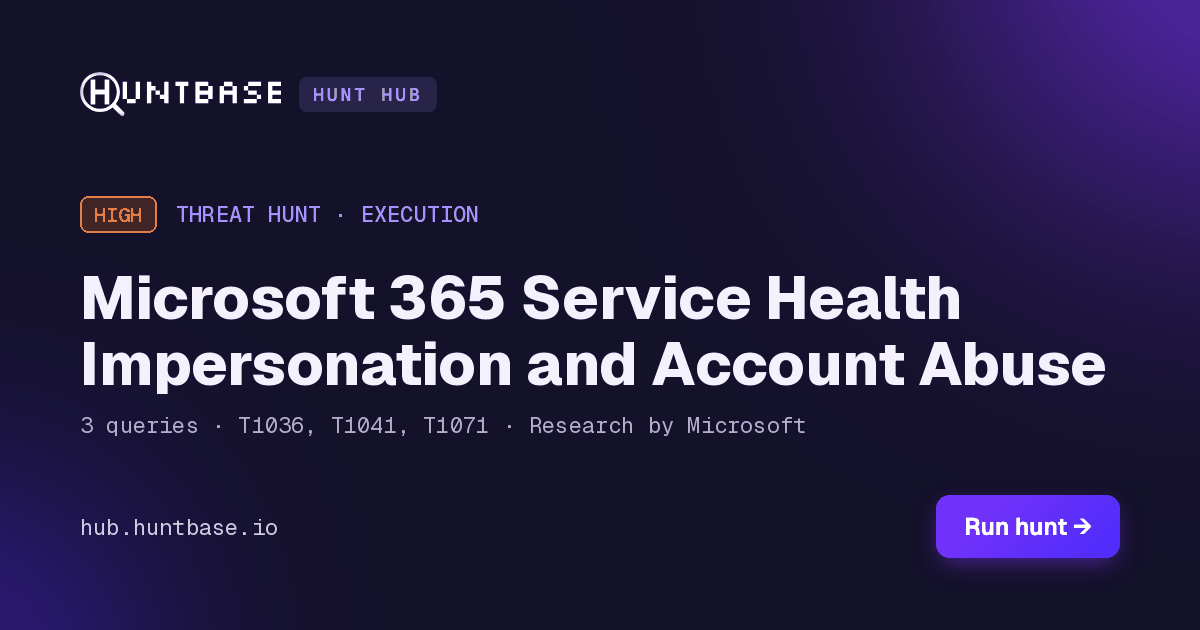 HUNTBASE HUNT HUB
HIGH THREAT HUNT · EXECUTION
Microsoft 365 Service Health
Impersonation and Account Abuse
3 queries · T1036, T1041, T1071 · Research by Microsoft
hub.huntbase.io
Run hunt →